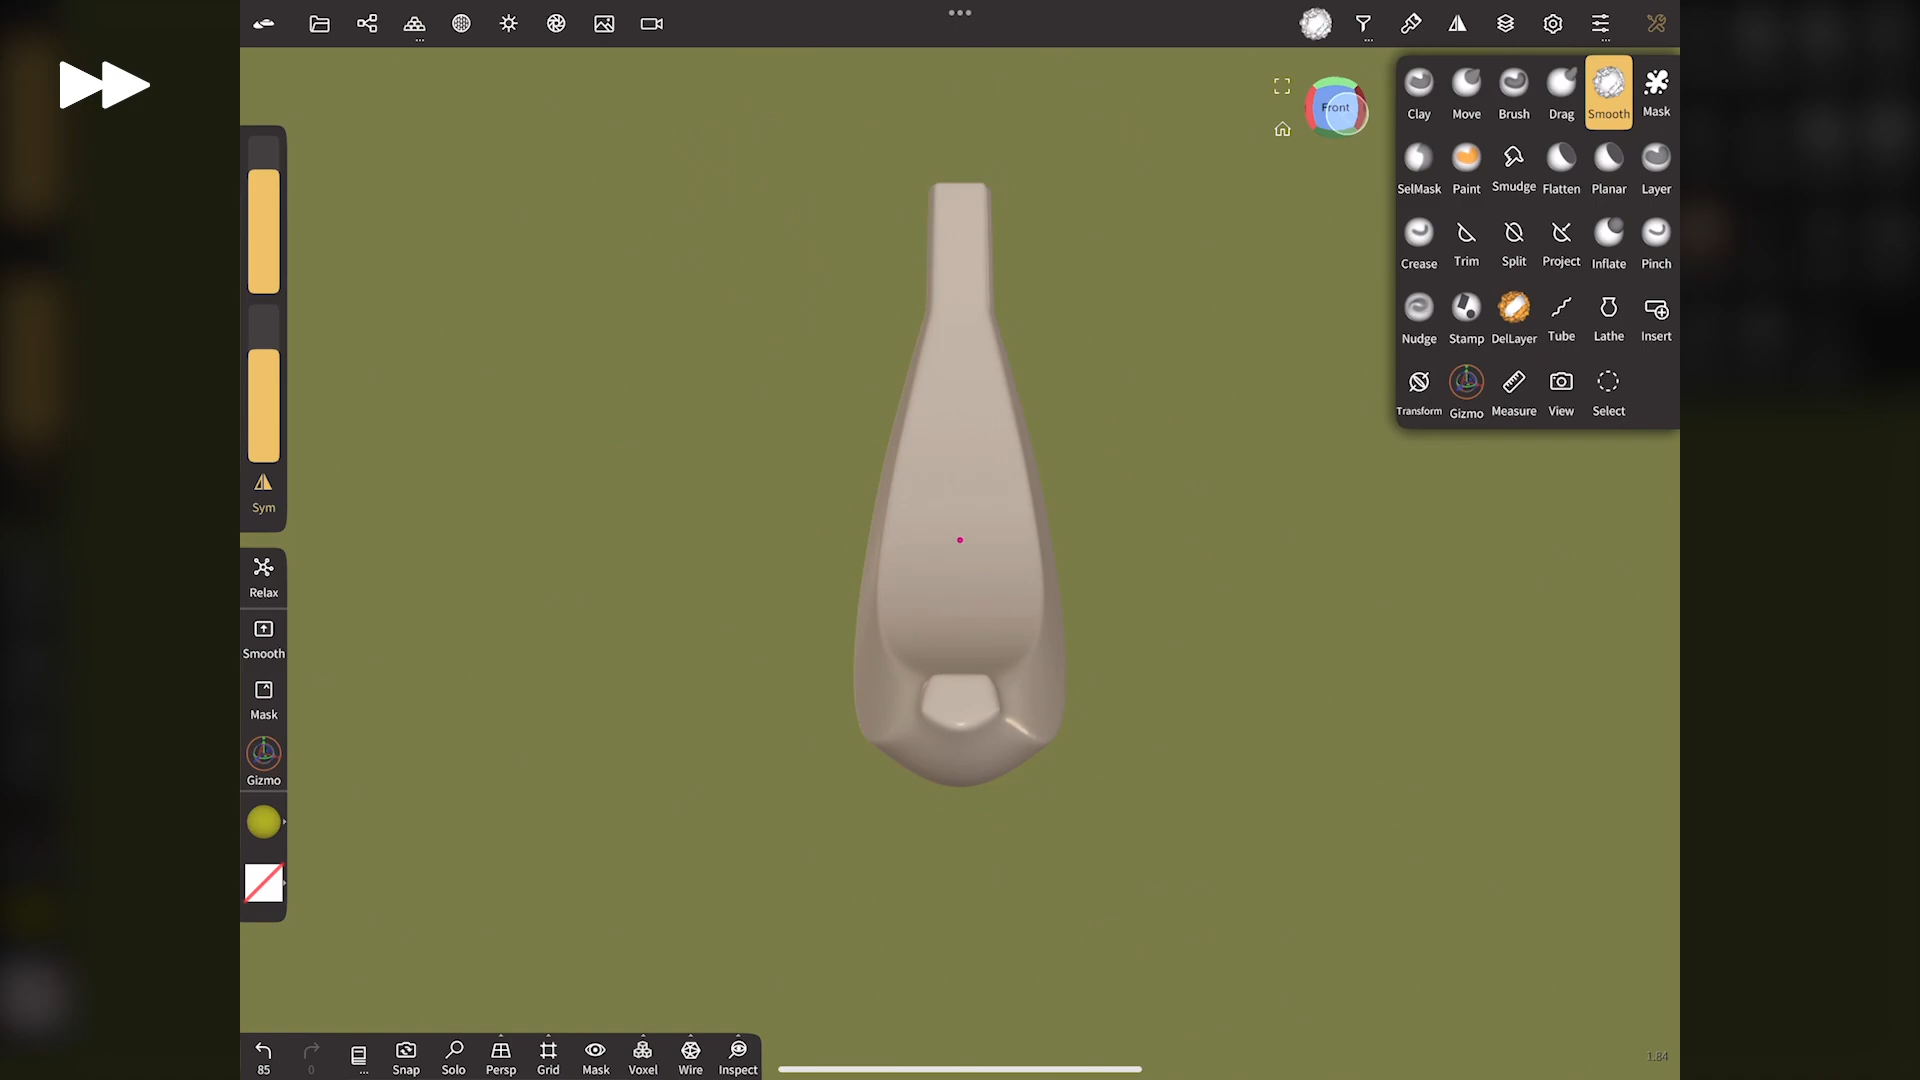 Front
Clay Move Brush Drag Smooth Mask
SelMask Paint Smudge Flatten Planar Layer
Crease Trim Split Project Inflate Pinch
Nudge Stamp DelLayer Tube Lathe Insert
Transform Gizmo Measure View Select
Sym
Relax
Smooth
Mask
Gizmo
85 0 ... Snap Solo Persp Grid Mask Voxel Wire Inspect
1.84